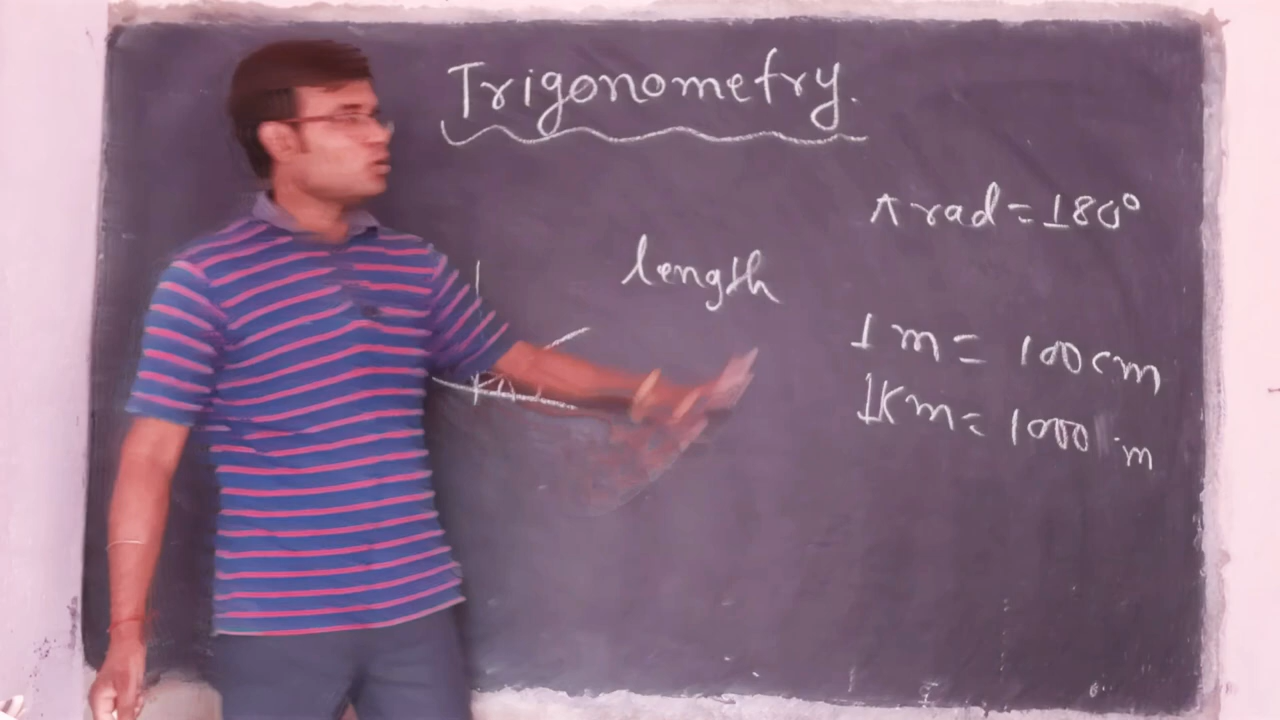 Trigonometry.
π rad = 180°
length
1 m = 100 cm
1 Km = 1000 m